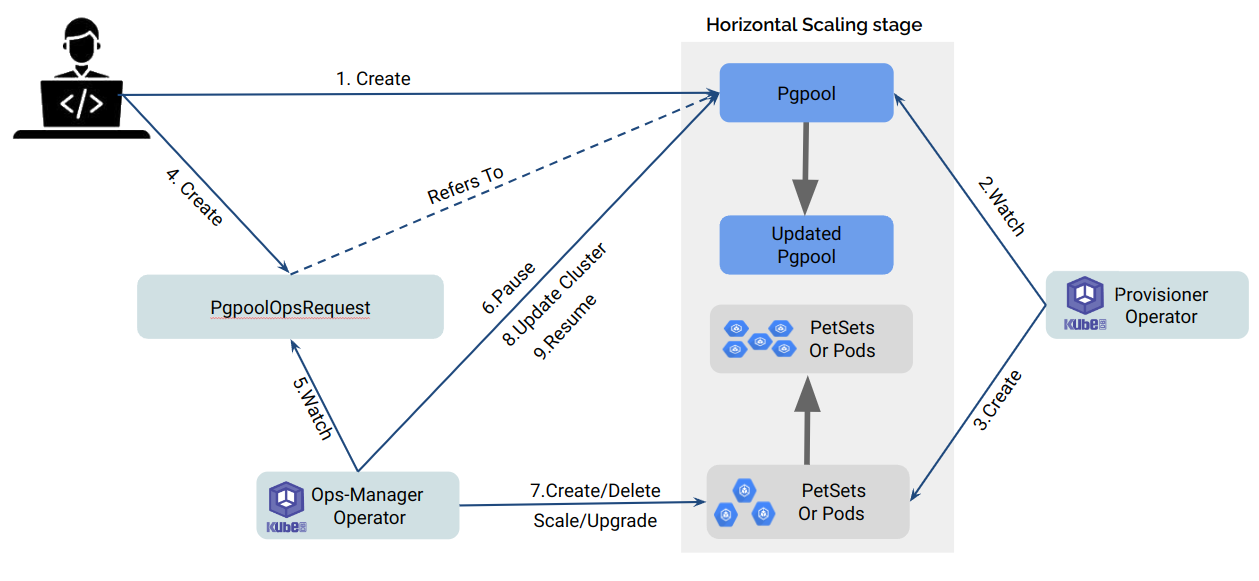 Horizontal Scaling stage
</>
1. Create
Pgpool
4. Create
Refers To
2.Watch
Updated
Pgpool
PgpoolOpsRequest
6.Pause
8.Update Cluster
9.Resume
Provisioner
Operator
KUBE
PetSets
Or Pods
5.Watch
3.Create
Ops-Manager
Operator
KUBE
7.Create/Delete
Scale/Upgrade
PetSets
Or Pods